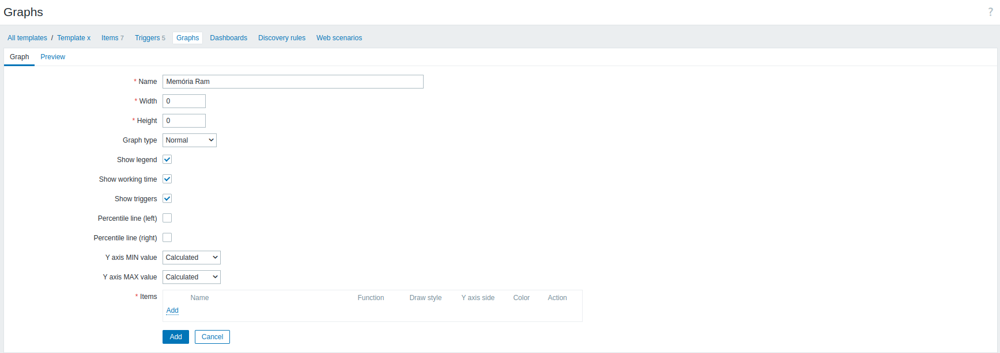 Graphs
?
All templates / Template x Items 7 Triggers 5 Graphs Dashboards Discovery rules Web scenarios
Graph Preview
* Name Memória Ram
* Width 0
* Height 0
Graph type Normal
Show legend
Show working time
Show triggers
Percentile line (left)
Percentile line (right)
Y axis MIN value Calculated
Y axis MAX value Calculated
* Items Name Function Draw style Y axis side Color Action
Add
Add Cancel